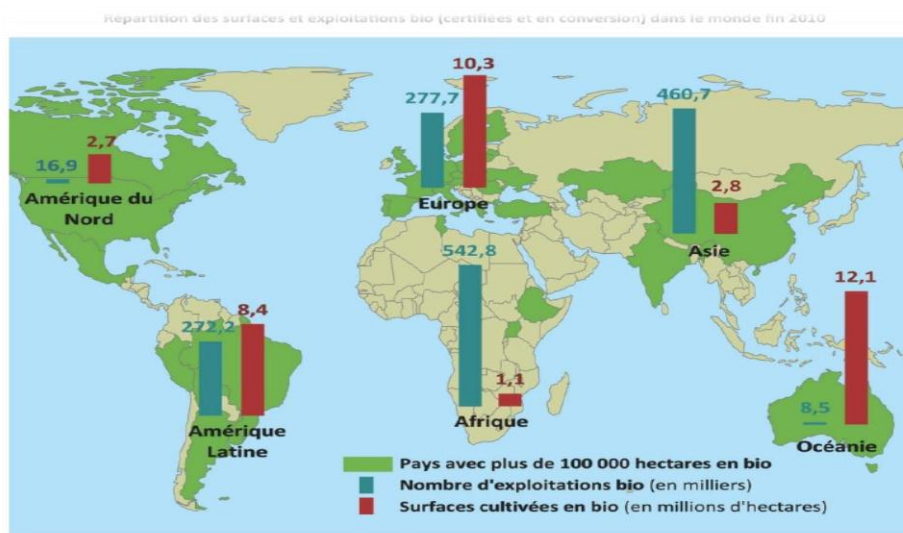 Répartition des surfaces et exploitations bio (certifiées et en conversion) dans le monde fin 2010
10,3
277,7
460,7
2,7
16,9
Amérique du
Nord
Europe
2,8
Asie
542,8
12,1
8,4
272,2
1,1
8,5
Afrique
Amérique
Latine
Océanie
Pays avec plus de 100 000 hectares en bio
Nombre d'exploitations bio (en milliers)
Surfaces cultivées en bio (en millions d'hectares)